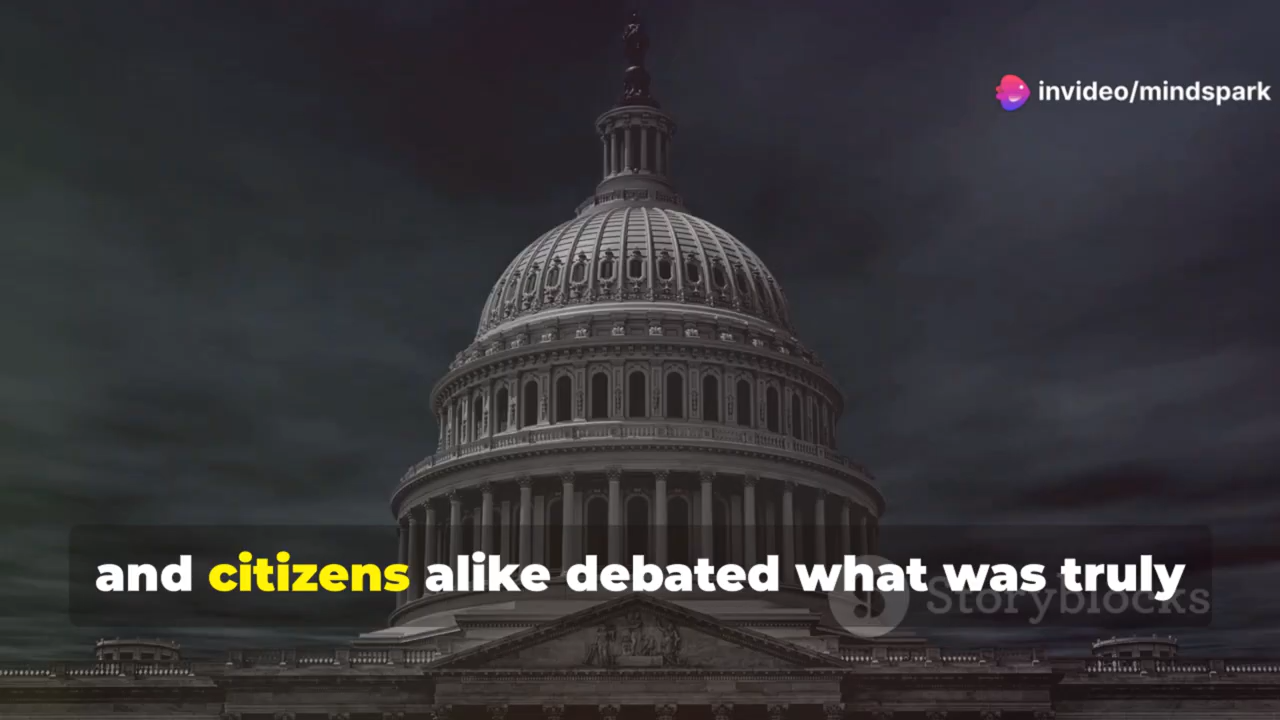 invideo/mindspark
and citizens alike debated what was truly
Storyblocks